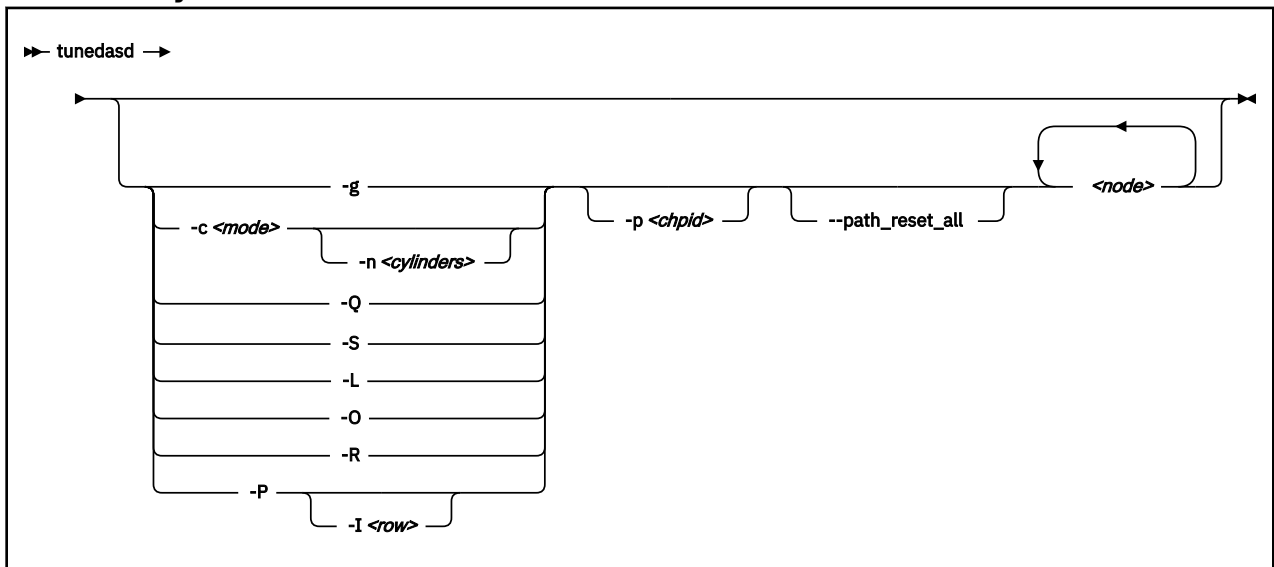 tunedasd
-g
<node>
-c <mode>
-p <chpid>
--path_reset_all
-n <cylinders>
-Q
-S
-L
-O
-R
-P
-I <row>